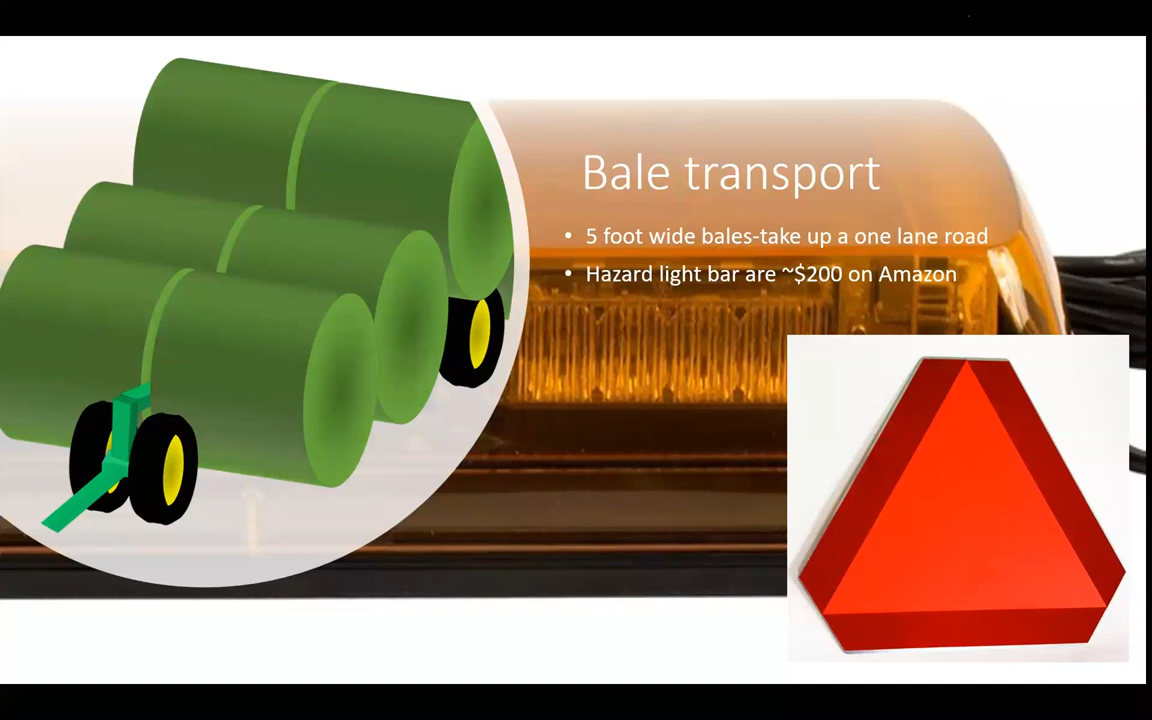 Bale transport
• 5 foot wide bales-take up a one lane road
• Hazard light bar are ~$200 on Amazon